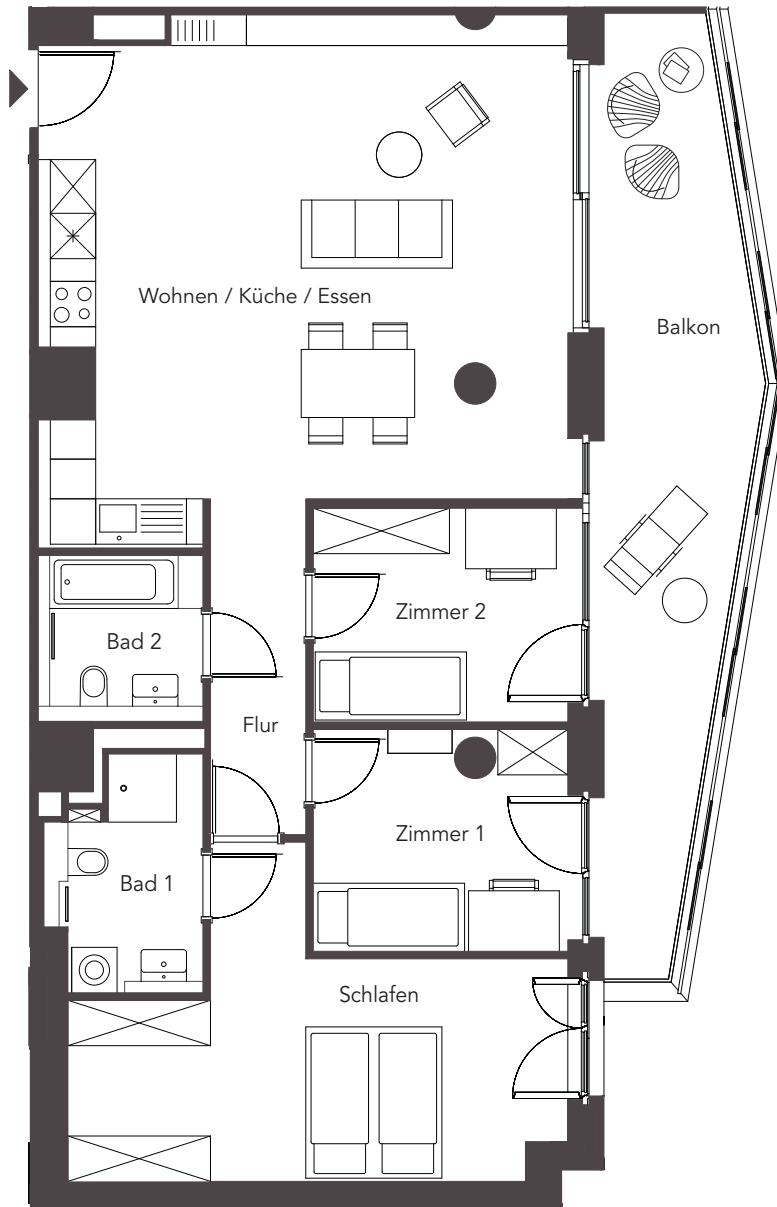 Wohnen / Küche / Essen
Balkon
Zimmer 2
Bad 2
Flur
Zimmer 1
Bad 1
Schlafen